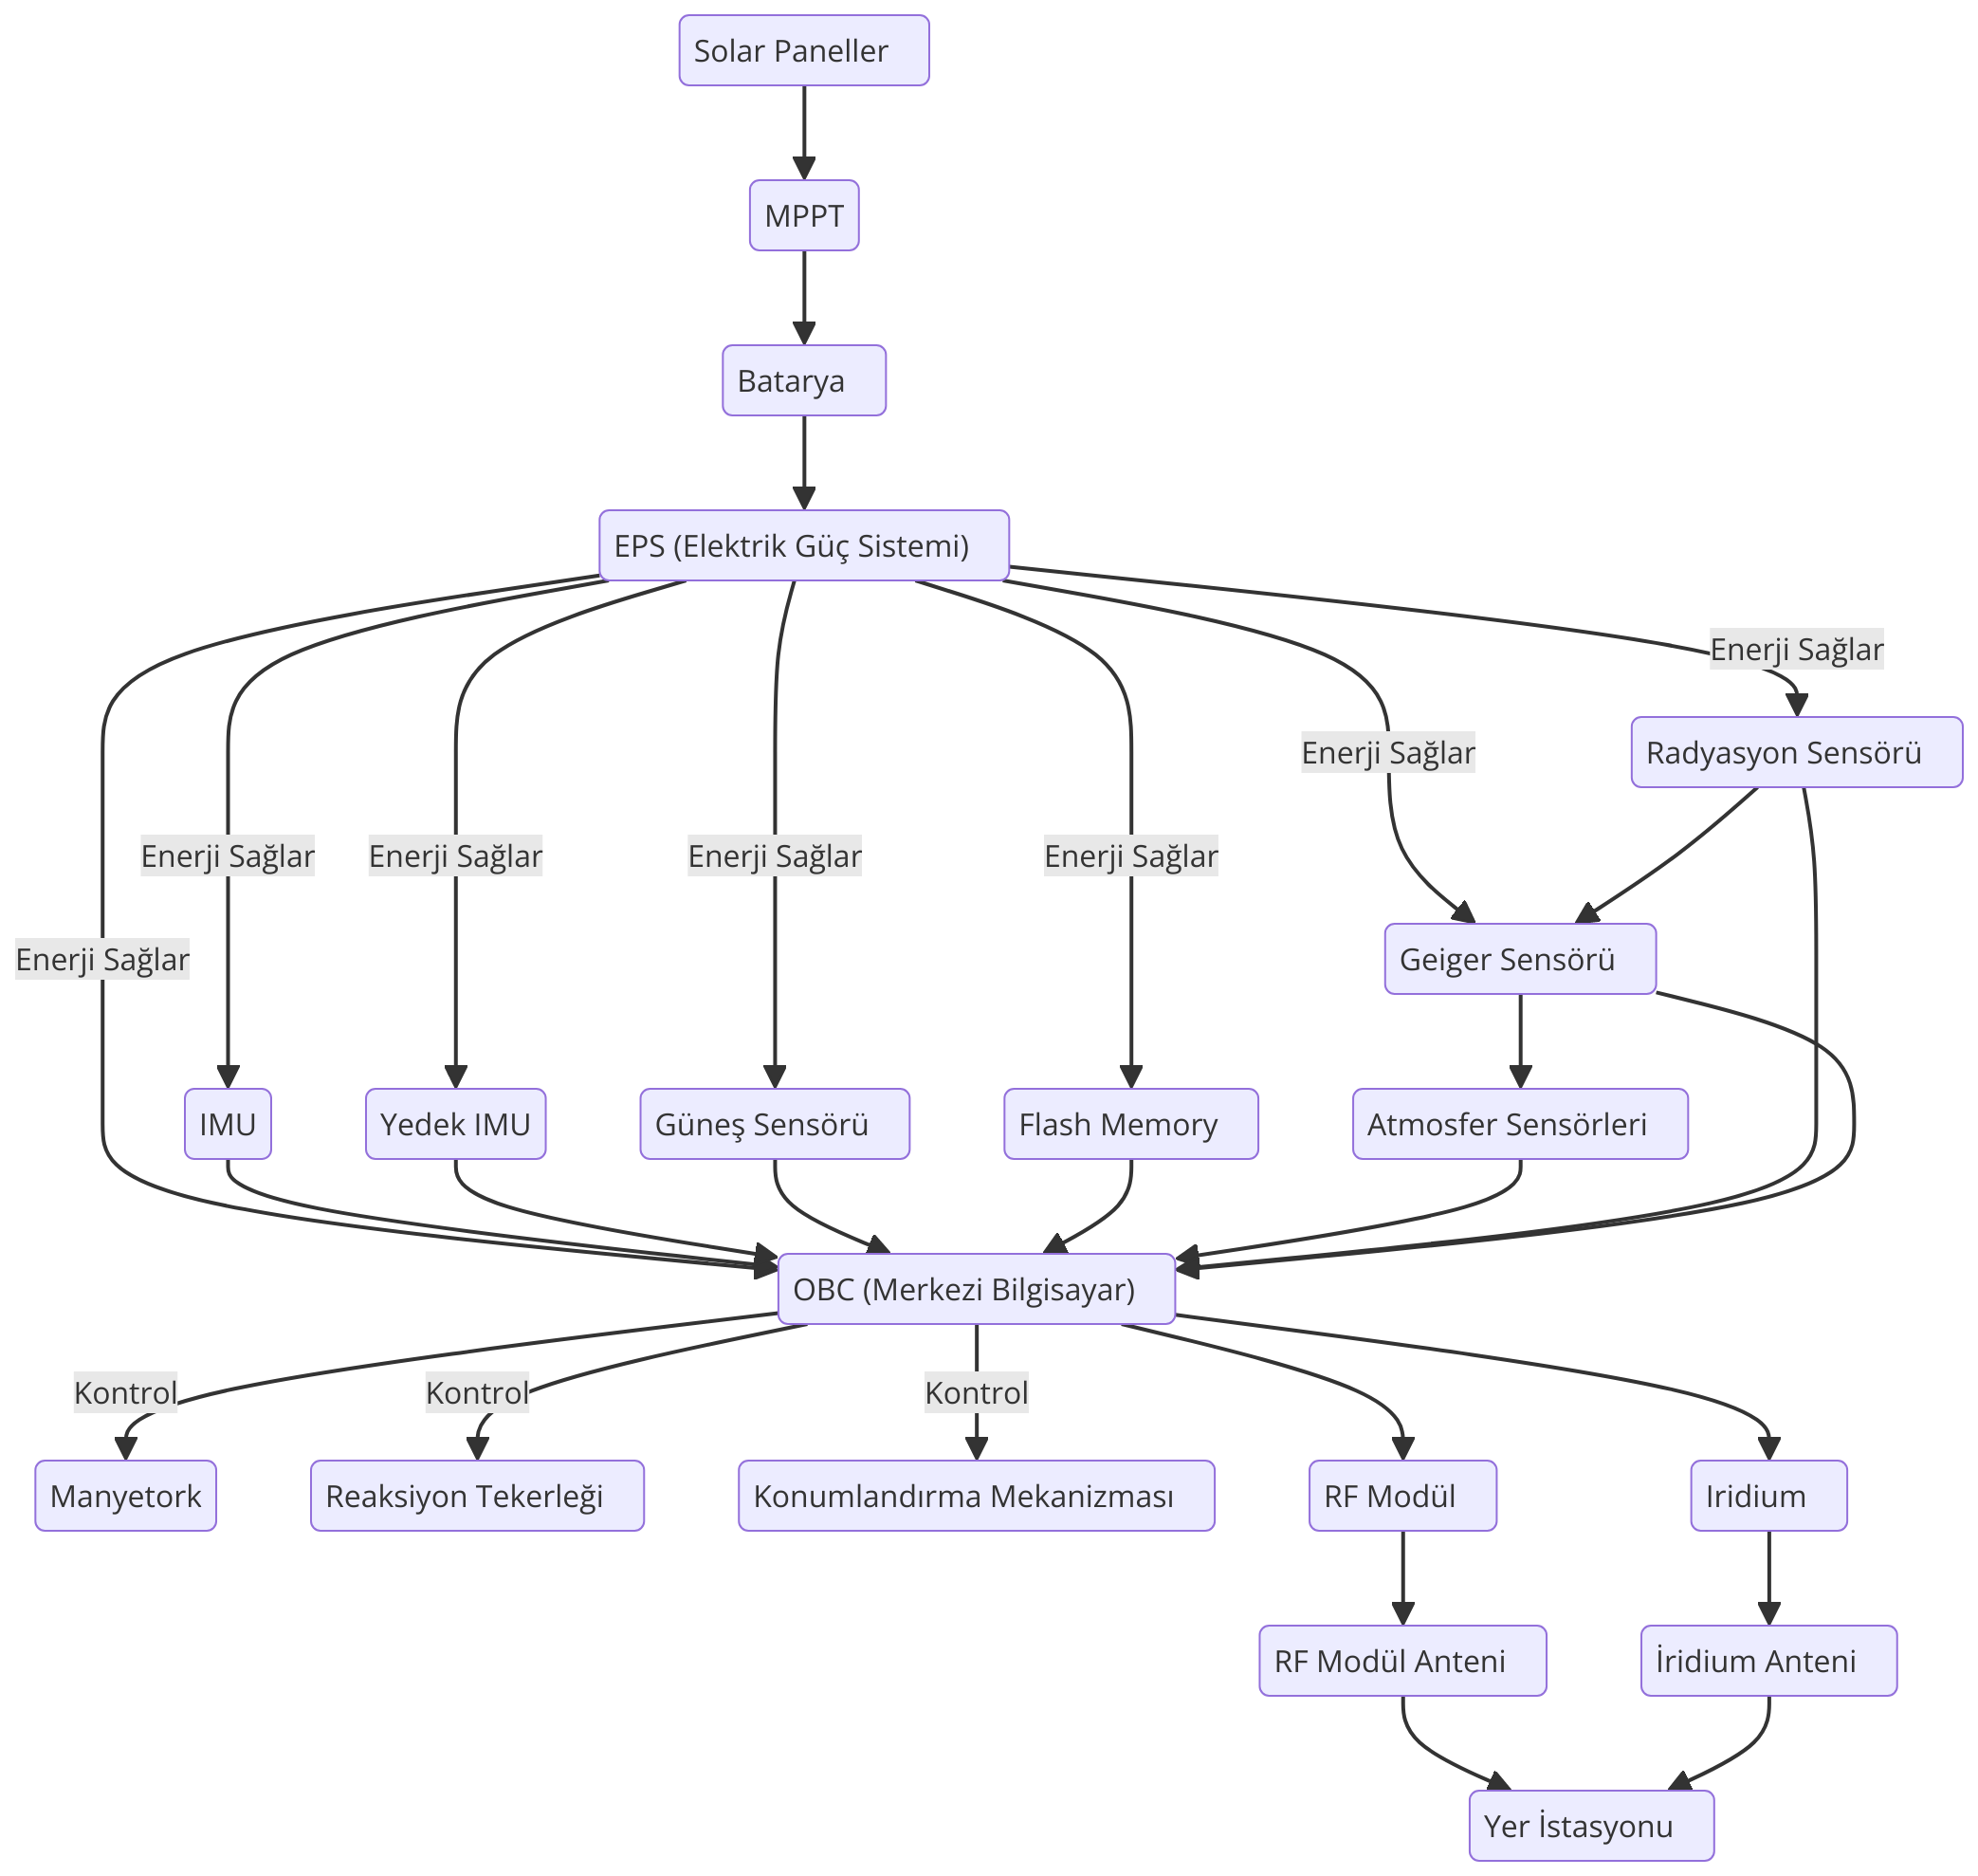 Solar Paneller
MPPT
Batarya
EPS (Elektrik Güç Sistemi)
Enerji Sağlar
Radyasyon Sensörü
Enerji Sağlar
Enerji Sağlar
Enerji Sağlar
Enerji Sağlar
Enerji Sağlar
Enerji Sağlar
Geiger Sensörü
IMU
Yedek IMU
Güneş Sensörü
Flash Memory
Atmosfer Sensörleri
OBC (Merkezi Bilgisayar)
Kontrol
Kontrol
Kontrol
Manyetork
Reaksiyon Tekerleği
Konumlandırma Mekanizması
RF Modül
Iridium
RF Modül Anteni
İridium Anteni
Yer İstasyonu